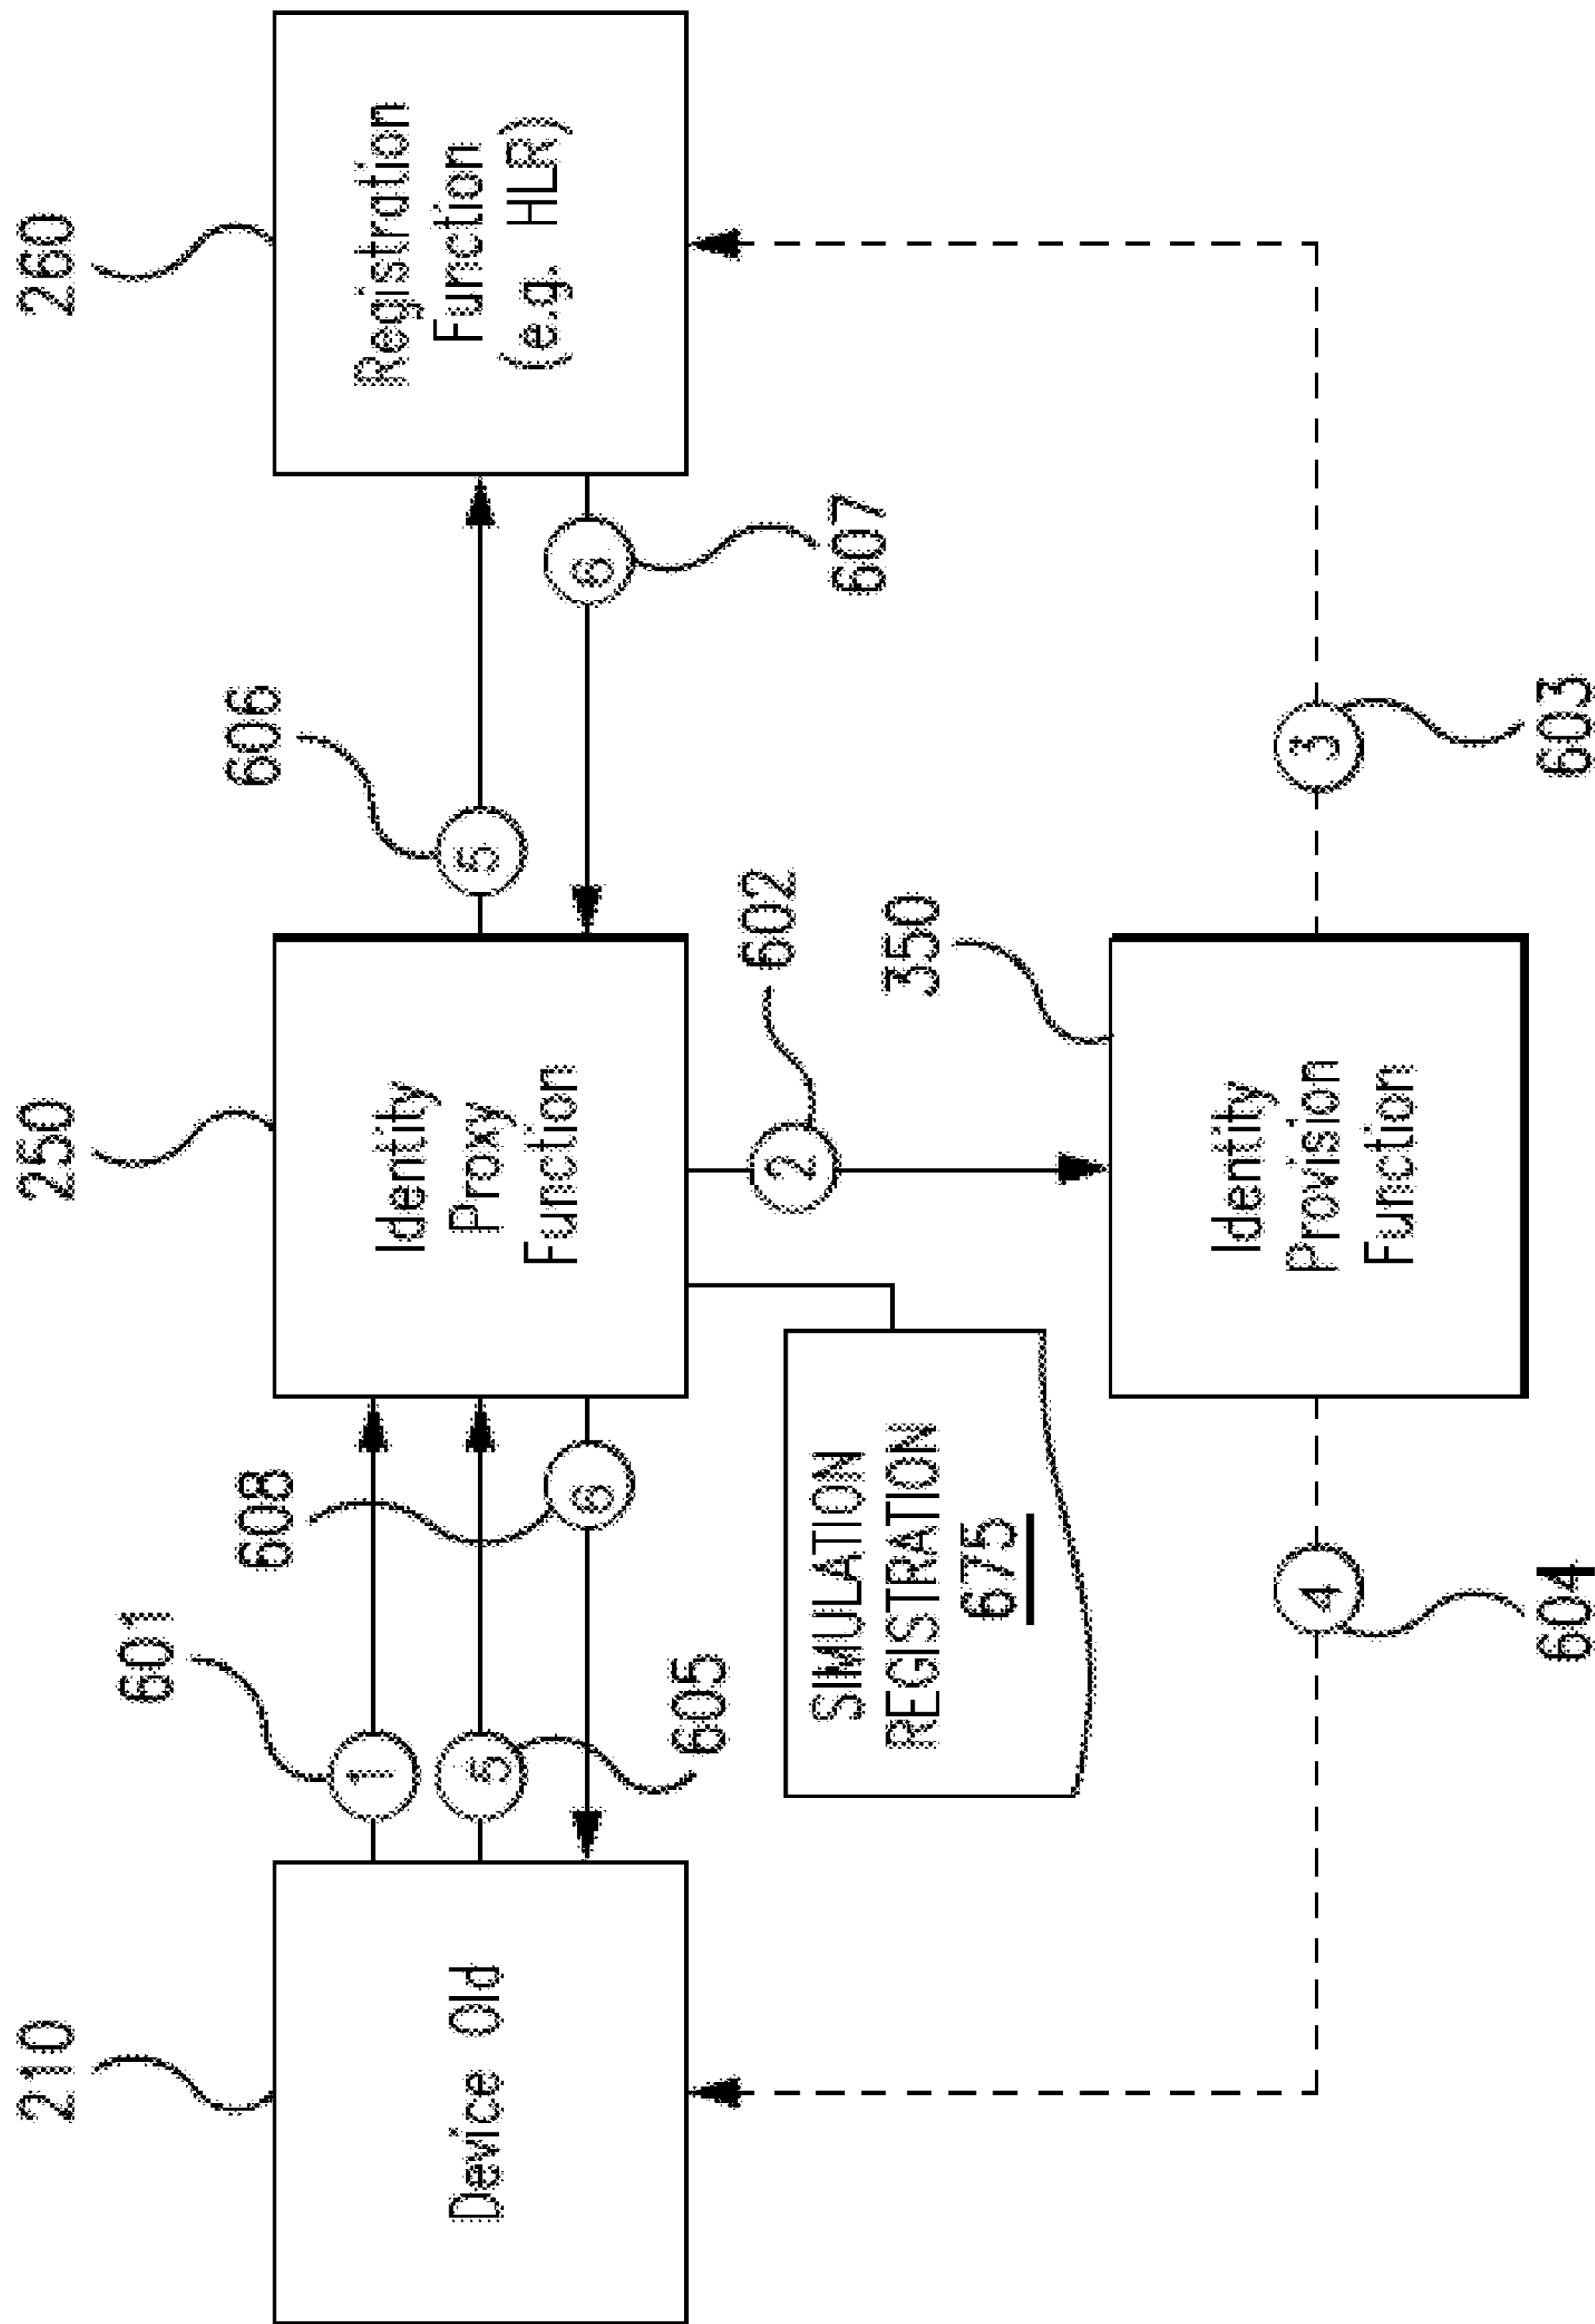 210
250
260
601
608
606
Device Old
1
5
605
6
Identity
Proxy
Function
5
6
607
Registration
Function
(e.g. HLR)
SIMULATION
REGISTRATION
675
2
602
350
Identity
Provision
Function
4
604
3
603